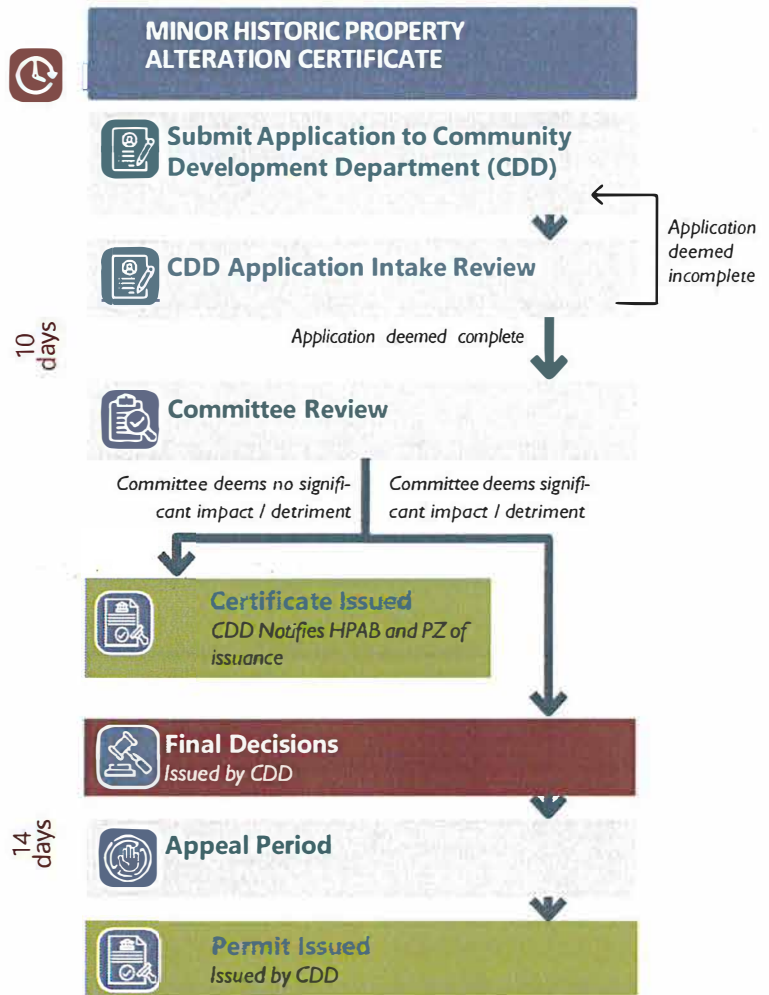 MINOR HISTORIC PROPERTY
ALTERATION CERTIFICATE
Submit Application to Community
Development Department (CDD)
Application
deemed
incomplete
CDD Application Intake Review
10
days
Application deemed complete
Committee Review
Committee deems no signifi-
cant impact / detriment
Committee deems signifi-
cant impact / detriment
Certificate Issued
CDD Notifies HPAB and PZ of
issuance
Final Decisions
Issued by CDD
14
days
Appeal Period
Permit Issued
Issued by CDD